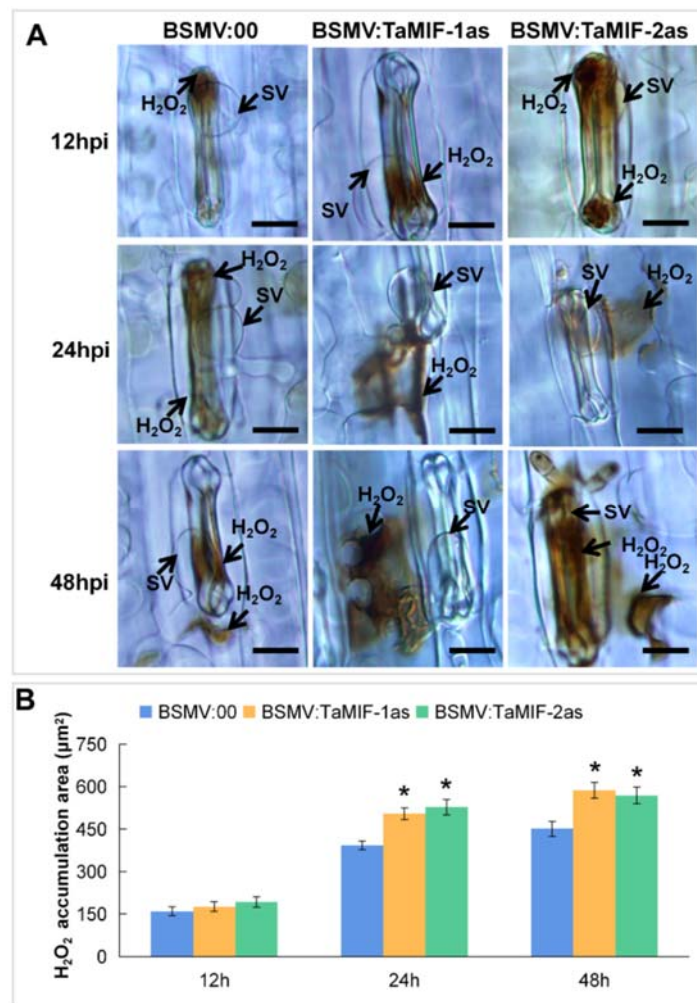 A
BSMV:00 BSMV:TaMIF-1as BSMV:TaMIF-2as
12hpi
H₂O₂ SV
SV H₂O₂
H₂O₂ SV H₂O₂
24hpi
H₂O₂ SV H₂O₂
SV H₂O₂
SV H₂O₂
48hpi
SV H₂O₂ H₂O₂
H₂O₂ SV
SV H₂O₂ H₂O₂
B
BSMV:00 BSMV:TaMIF-1as BSMV:TaMIF-2as
H₂O₂ accumulation area (µm²)
750
600
450
300
150
0
* *
* *
12h 24h 48h